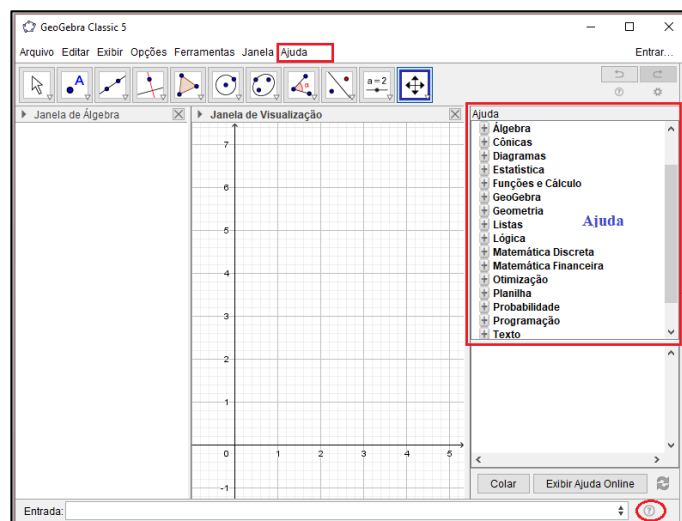 GeoGebra Classic 5
Arquivo Editar Exibir Opções Ferramentas Janela Ajuda Entrar...
A a=2
Janela de Álgebra
Janela de Visualização
7
6
5
4
3
2
1
0 1 2 3 4 5
-1
Ajuda
Álgebra
Cônicas
Diagramas
Estatística
Funções e Cálculo
GeoGebra
Geometria
Listas
Lógica
Matemática Discreta
Matemática Financeira
Otimização
Planilha
Probabilidade
Programação
Texto
Ajuda
Colar Exibir Ajuda Online
Entrada: